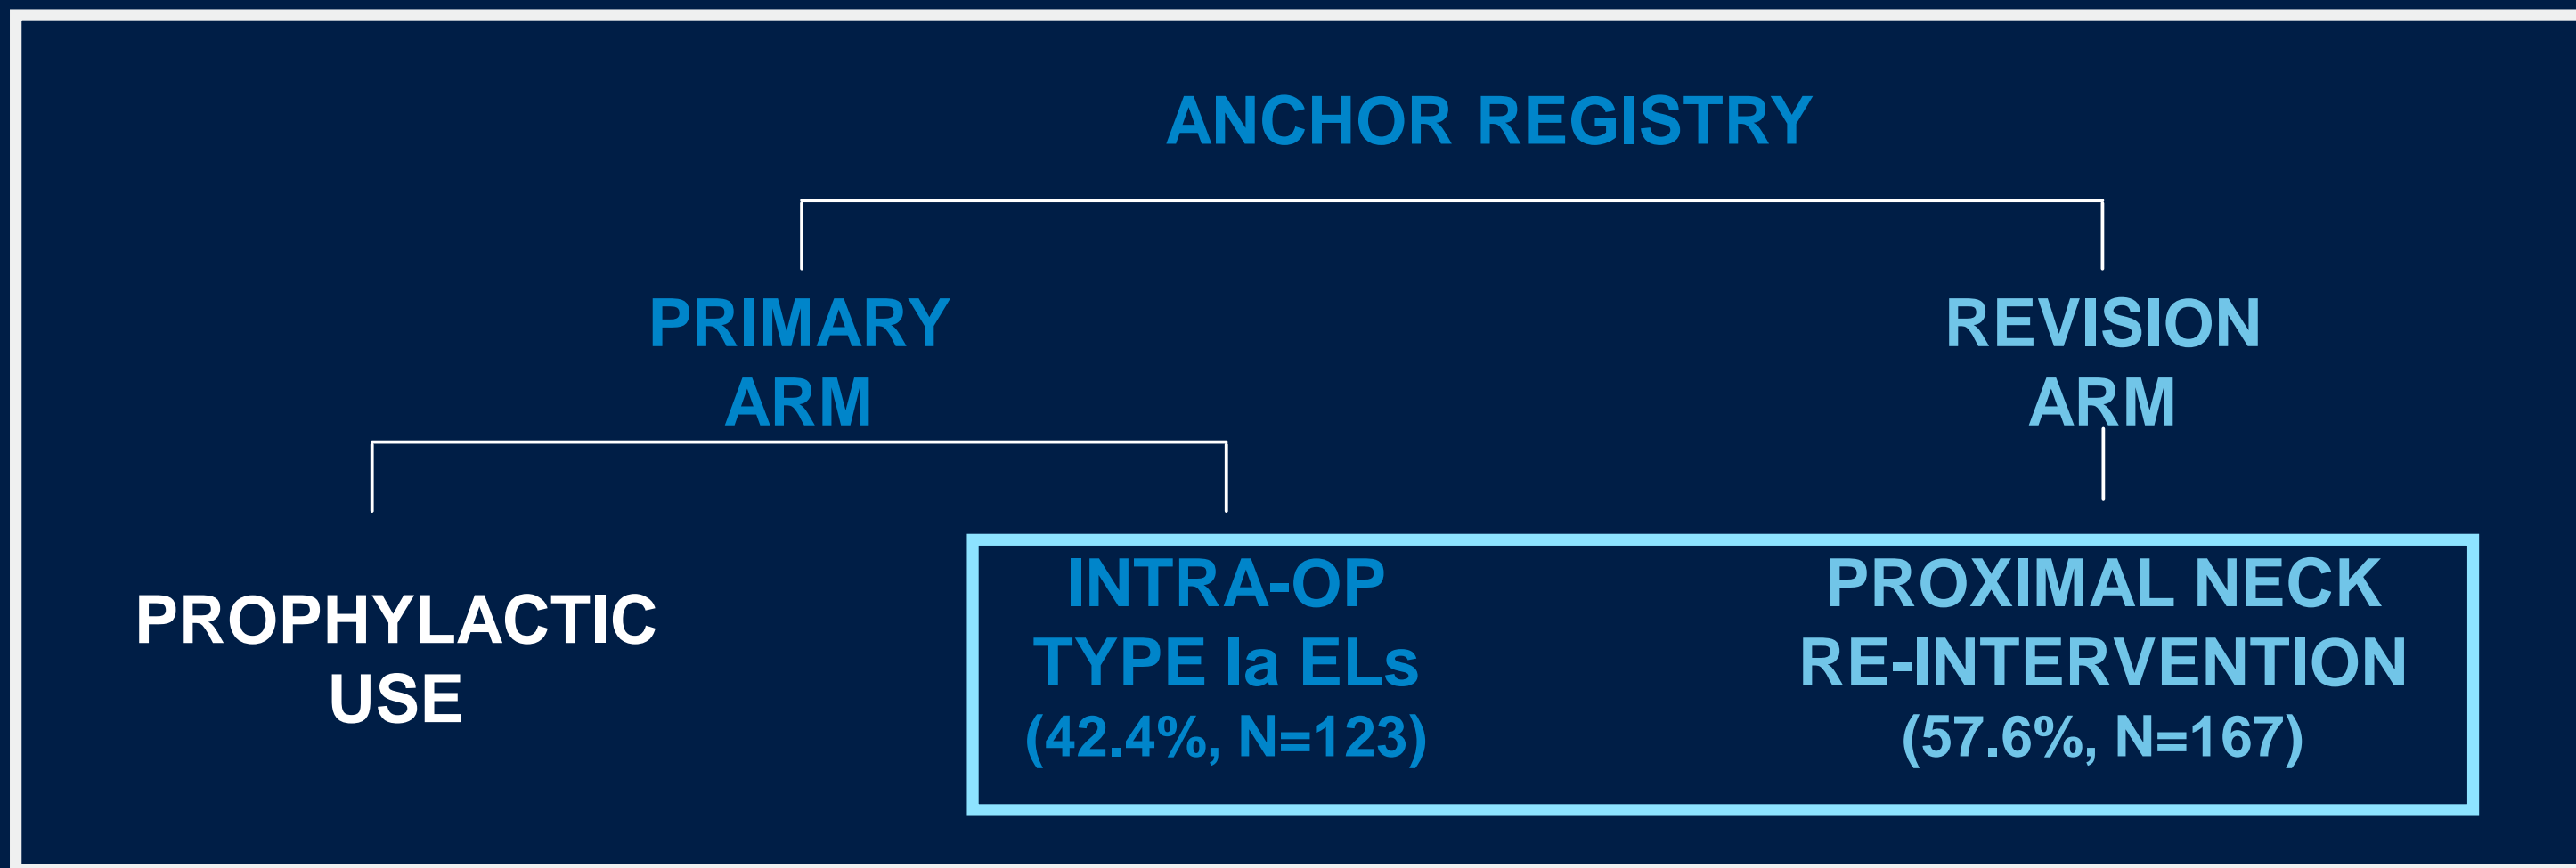 ANCHOR REGISTRY
PRIMARY
ARM
REVISION
ARM
PROPHYLACTIC
USE
INTRA-OP
TYPE Ia ELs
(42.4%, N=123)
PROXIMAL NECK
RE-INTERVENTION
(57.6%, N=167)